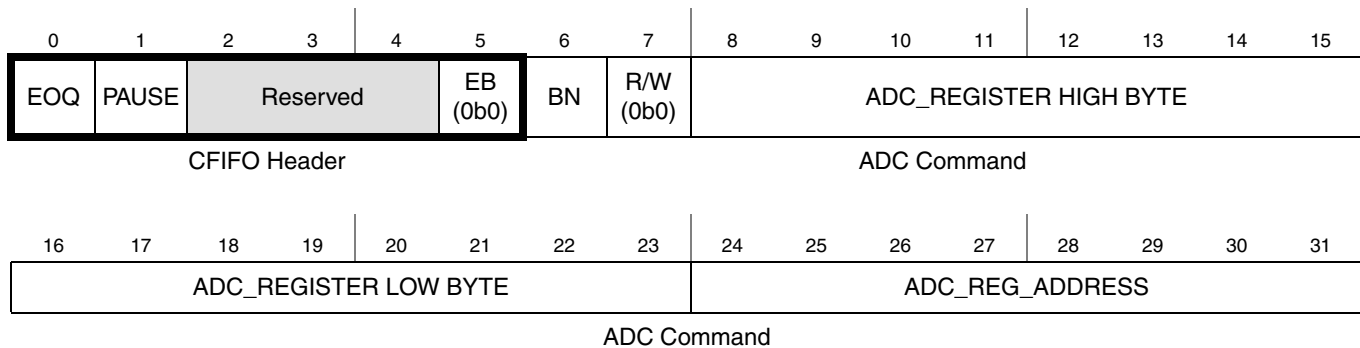 0 1 2 3 4 5 6 7 8 9 10 11 12 13 14 15
EOQ PAUSE Reserved EB (0b0) BN R/W (0b0) ADC_REGISTER HIGH BYTE
CFIFO Header ADC Command
16 17 18 19 20 21 22 23 24 25 26 27 28 29 30 31
ADC_REGISTER LOW BYTE ADC_REG_ADDRESS
ADC Command